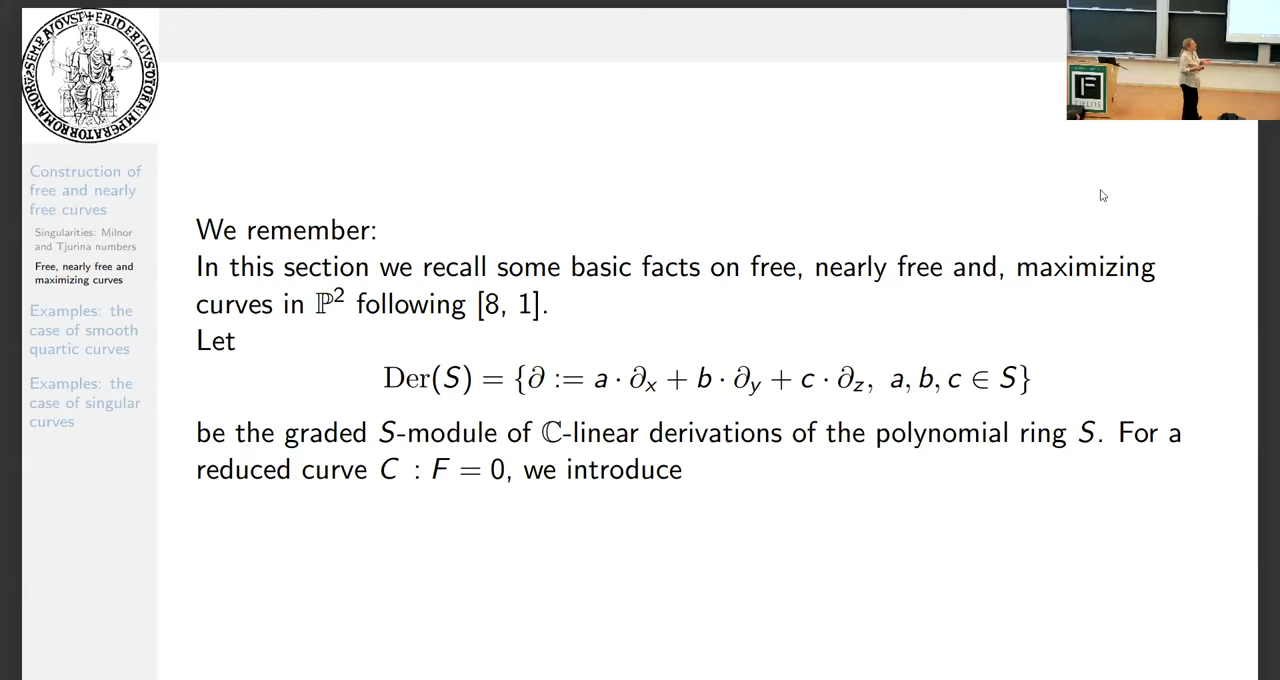 Construction of
free and nearly
free curves
Singularities: Milnor
and Tjurina numbers
Free, nearly free and
maximizing curves
Examples: the
case of smooth
quartic curves
Examples: the
case of singular
curves
We remember:
In this section we recall some basic facts on free, nearly free and, maximizing
curves in ℙ² following [8, 1].
Let
Der(S) = {∂ := a · ∂ₓ + b · ∂_y + c · ∂_z, a, b, c ∈ S}
be the graded S-module of ℂ-linear derivations of the polynomial ring S. For a
reduced curve C : F = 0, we introduce
F
FIELDS